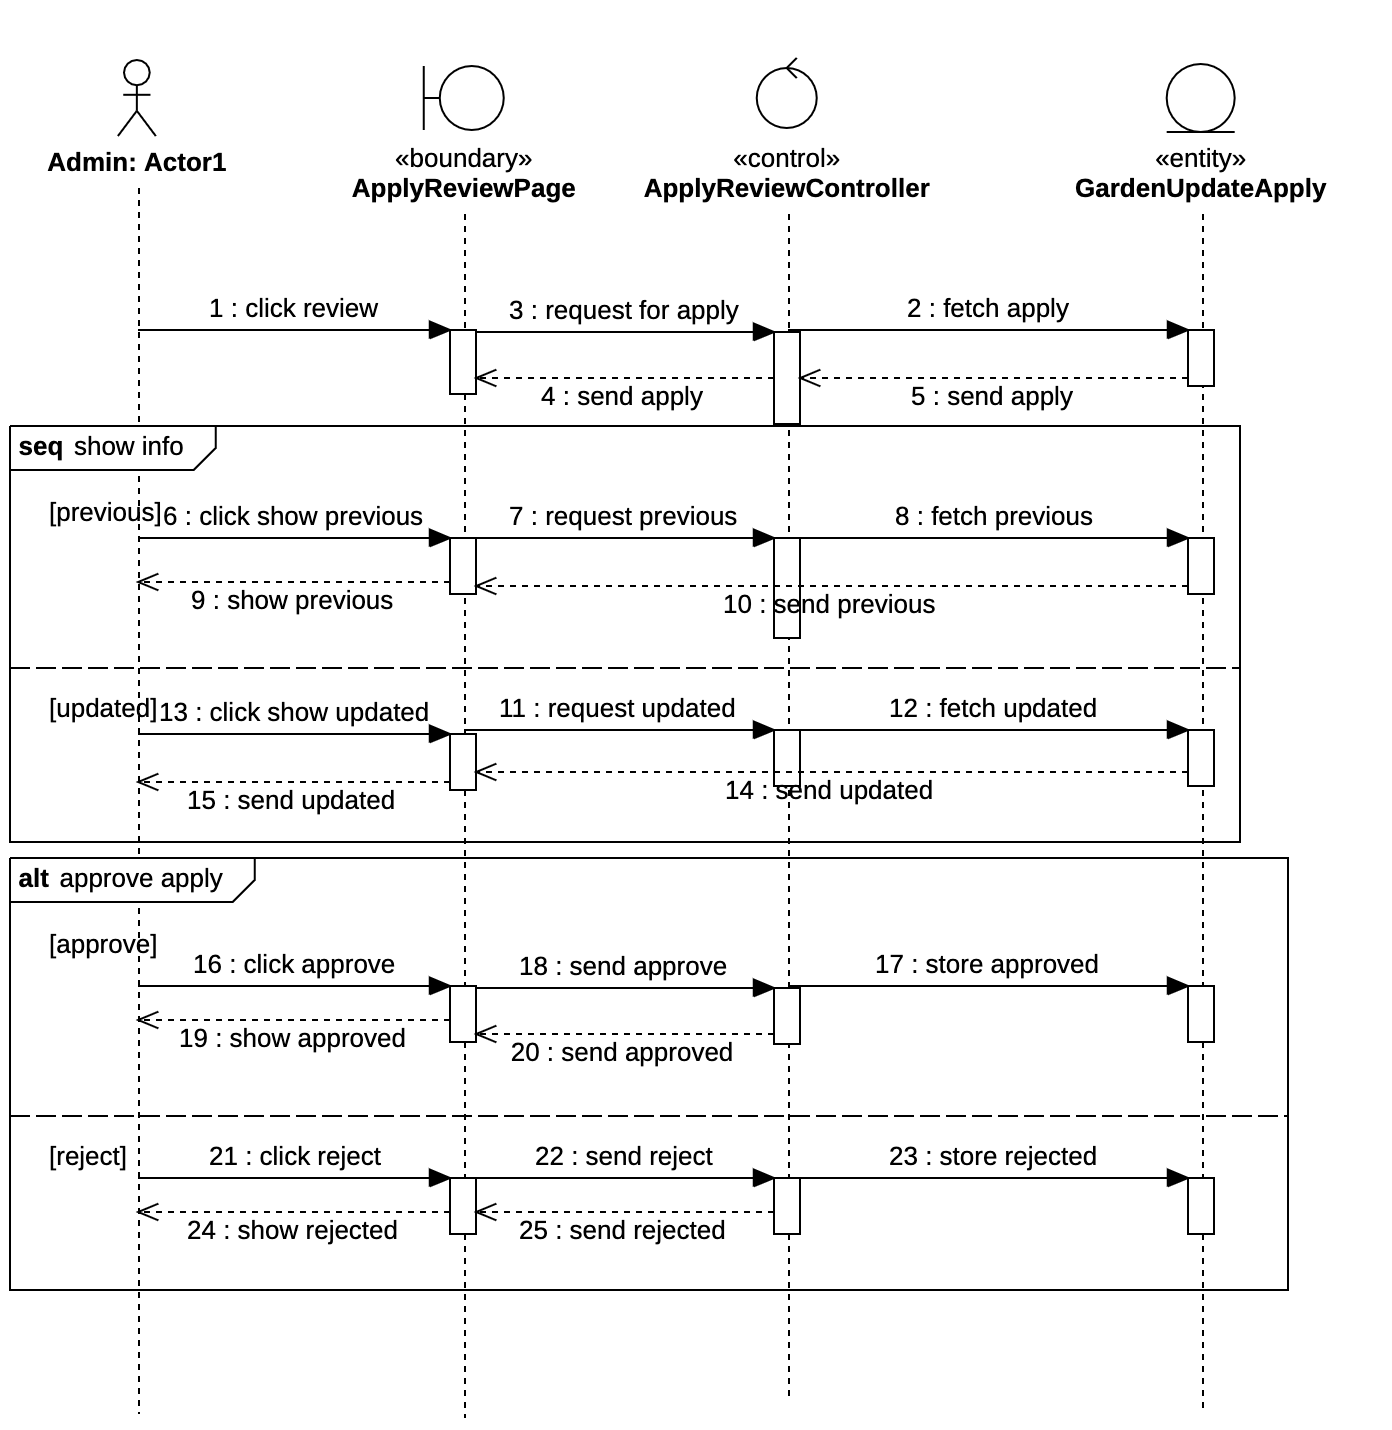 Admin: Actor1
«boundary»
ApplyReviewPage
«control»
ApplyReviewController
«entity»
GardenUpdateApply
1 : click review
3 : request for apply
2 : fetch apply
4 : send apply
5 : send apply
seq show info
[previous]
6 : click show previous
7 : request previous
8 : fetch previous
9 : show previous
10 : send previous
[updated]
13 : click show updated
11 : request updated
12 : fetch updated
15 : send updated
14 : send updated
alt approve apply
[approve]
16 : click approve
18 : send approve
17 : store approved
19 : show approved
20 : send approved
[reject]
21 : click reject
22 : send reject
23 : store rejected
24 : show rejected
25 : send rejected